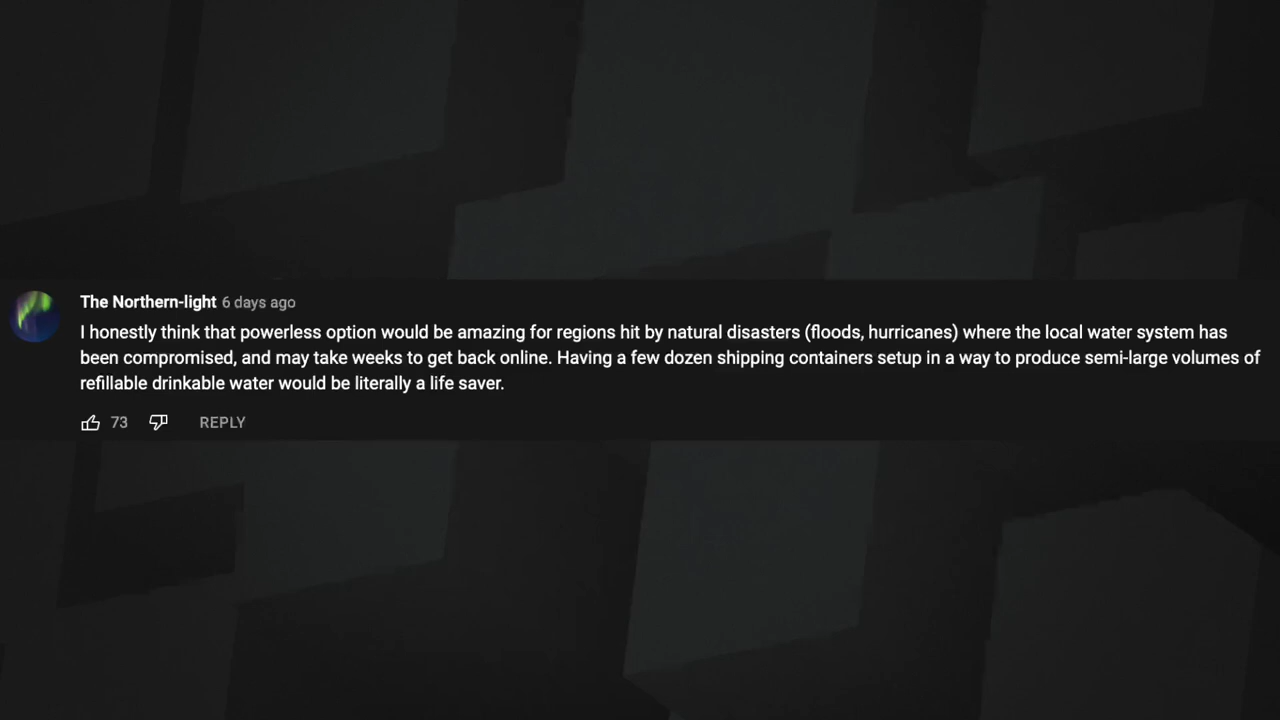 The Northern-light 6 days ago
I honestly think that powerless option would be amazing for regions hit by natural disasters (floods, hurricanes) where the local water system has
been compromised, and may take weeks to get back online. Having a few dozen shipping containers setup in a way to produce semi-large volumes of
refillable drinkable water would be literally a life saver.
73 REPLY